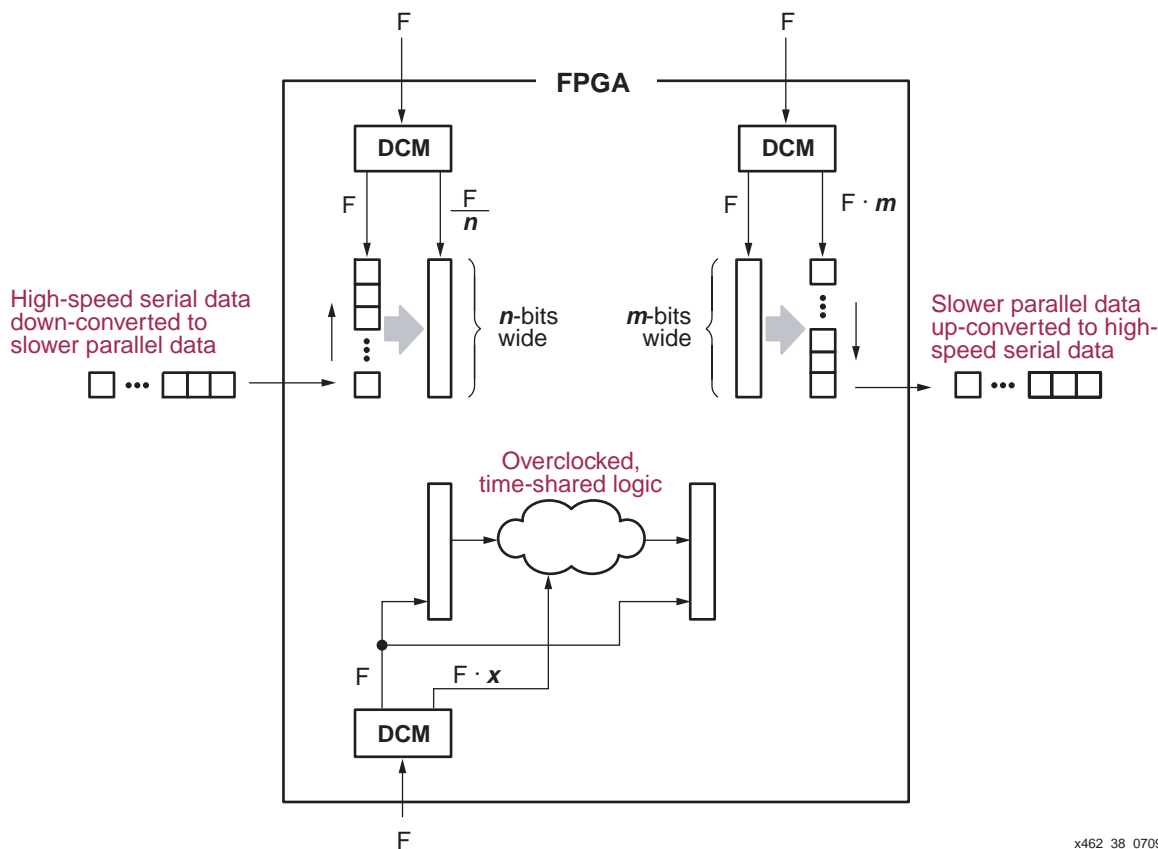 F
F
FPGA
DCM
DCM
F
F
n
F
F · m
High-speed serial data
down-converted to
slower parallel data
n-bits
wide
m-bits
wide
Slower parallel data
up-converted to high-
speed serial data
Overclocked,
time-shared logic
F
F · x
DCM
F
x462_38_0709